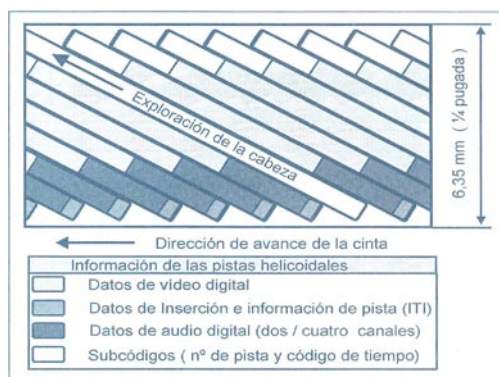 Exploración de la cabeza
6,35 mm ( ¼ pugada)
Dirección de avance de la cinta
Información de las pistas helicoidales
Datos de video digital
Datos de Inserción e información de pista (ITI)
Datos de audio digital (dos / cuatro canales)
Subcódigos ( nº de pista y código de tiempo)